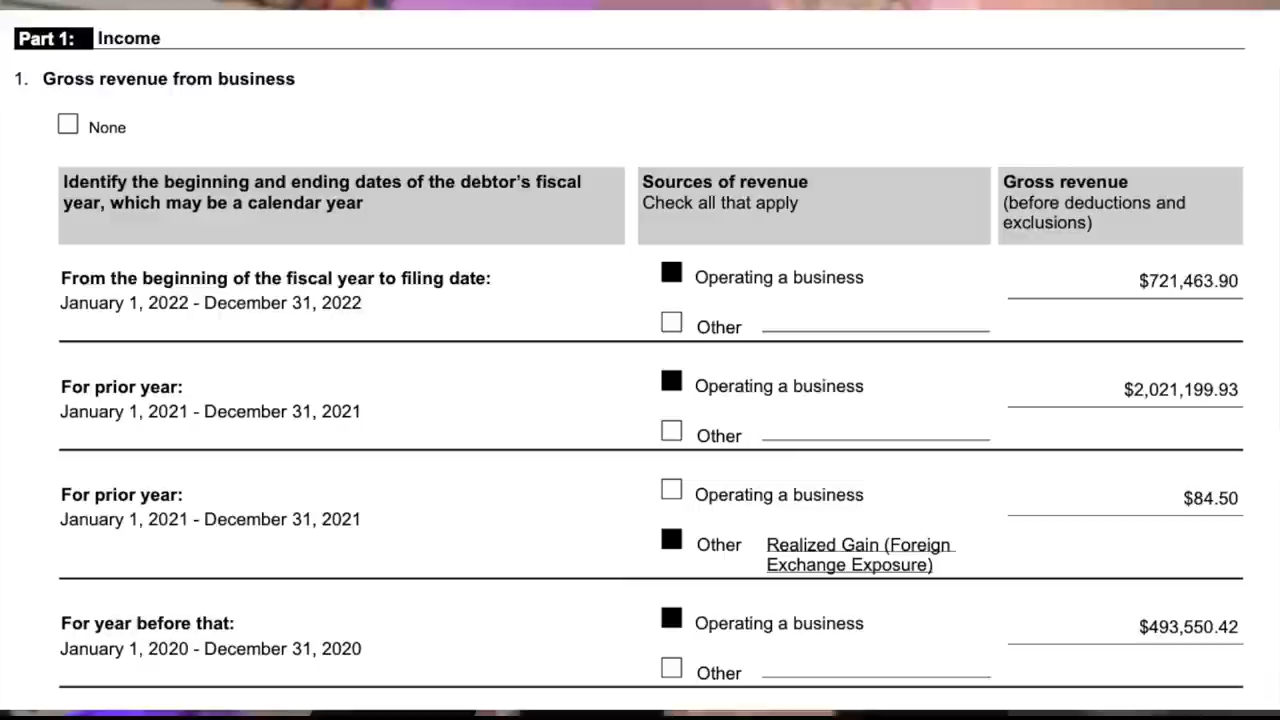 Part 1: Income
1. Gross revenue from business
None
Identify the beginning and ending dates of the debtor's fiscal
year, which may be a calendar year
Sources of revenue
Check all that apply
Gross revenue
(before deductions and
exclusions)
From the beginning of the fiscal year to filing date:
January 1, 2022 - December 31, 2022
Operating a business
Other
$721,463.90
For prior year:
January 1, 2021 - December 31, 2021
Operating a business
Other
$2,021,199.93
For prior year:
January 1, 2021 - December 31, 2021
Operating a business
Other Realized Gain (Foreign
Exchange Exposure)
$84.50
For year before that:
January 1, 2020 - December 31, 2020
Operating a business
Other
$493,550.42